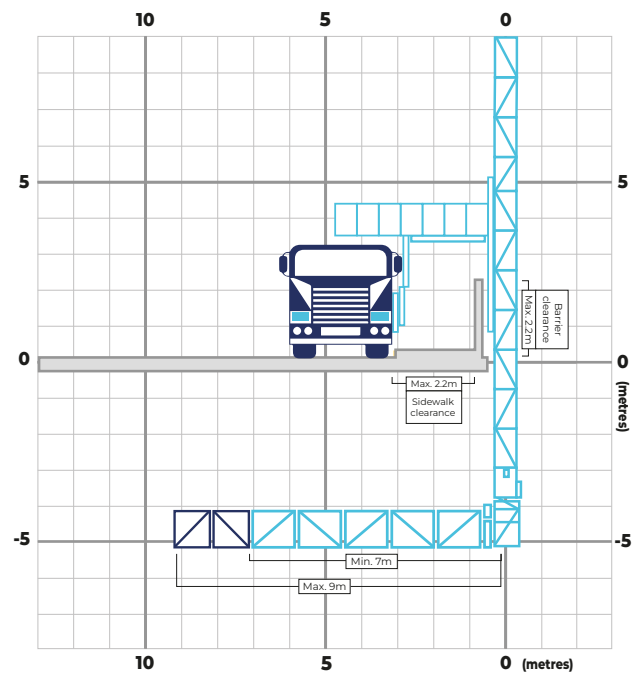 10 5 0
5 5
Max. 2.2m
Barrier
clearance
0 0
Max. 2.2m
Sidewalk
clearance
(metres)
-5 -5
Min. 7m
Max. 9m
10 5 0 (metres)